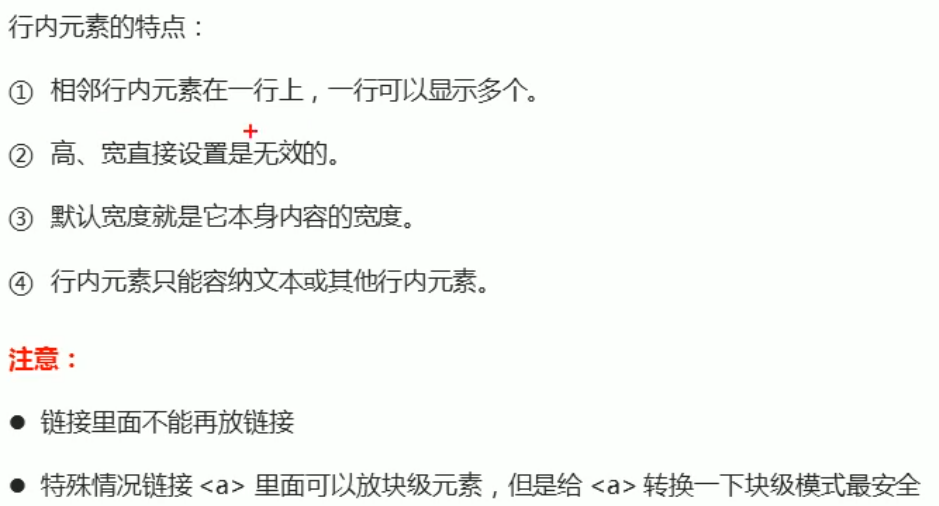 行内元素的特点：
① 相邻行内元素在一行上，一行可以显示多个。
② 高、宽直接设置是无效的。
③ 默认宽度就是它本身内容的宽度。
④ 行内元素只能容纳文本或其他行内元素。
注意：
● 链接里面不能再放链接
● 特殊情况链接 <a> 里面可以放块级元素，但是给 <a> 转换一下块级模式最安全